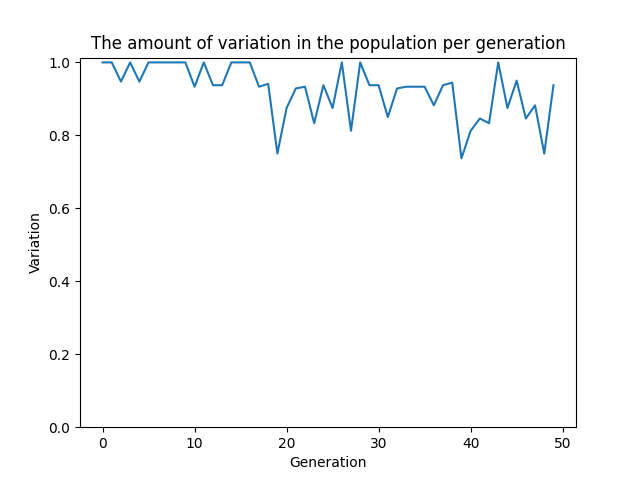 The amount of variation in the population per generation
1.0
0.8
0.6
0.4
0.2
0.0
Variation
0 10 20 30 40 50
Generation